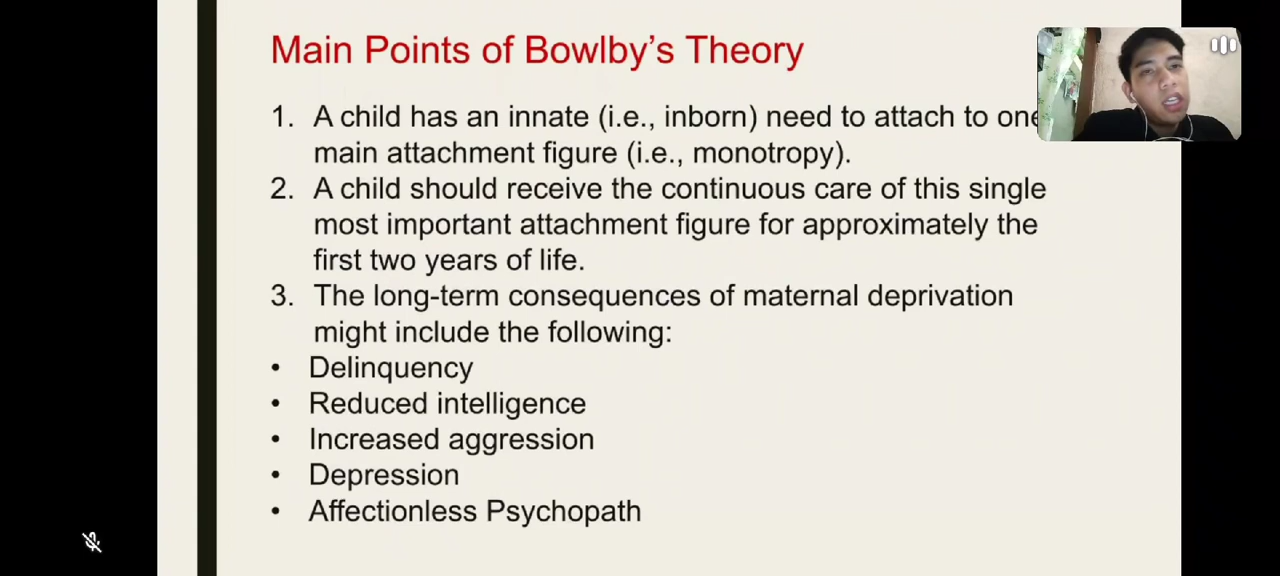 Main Points of Bowlby's Theory
1. A child has an innate (i.e., inborn) need to attach to one
main attachment figure (i.e., monotropy).
2. A child should receive the continuous care of this single
most important attachment figure for approximately the
first two years of life.
3. The long-term consequences of maternal deprivation
might include the following:
• Delinquency
• Reduced intelligence
• Increased aggression
• Depression
• Affectionless Psychopath